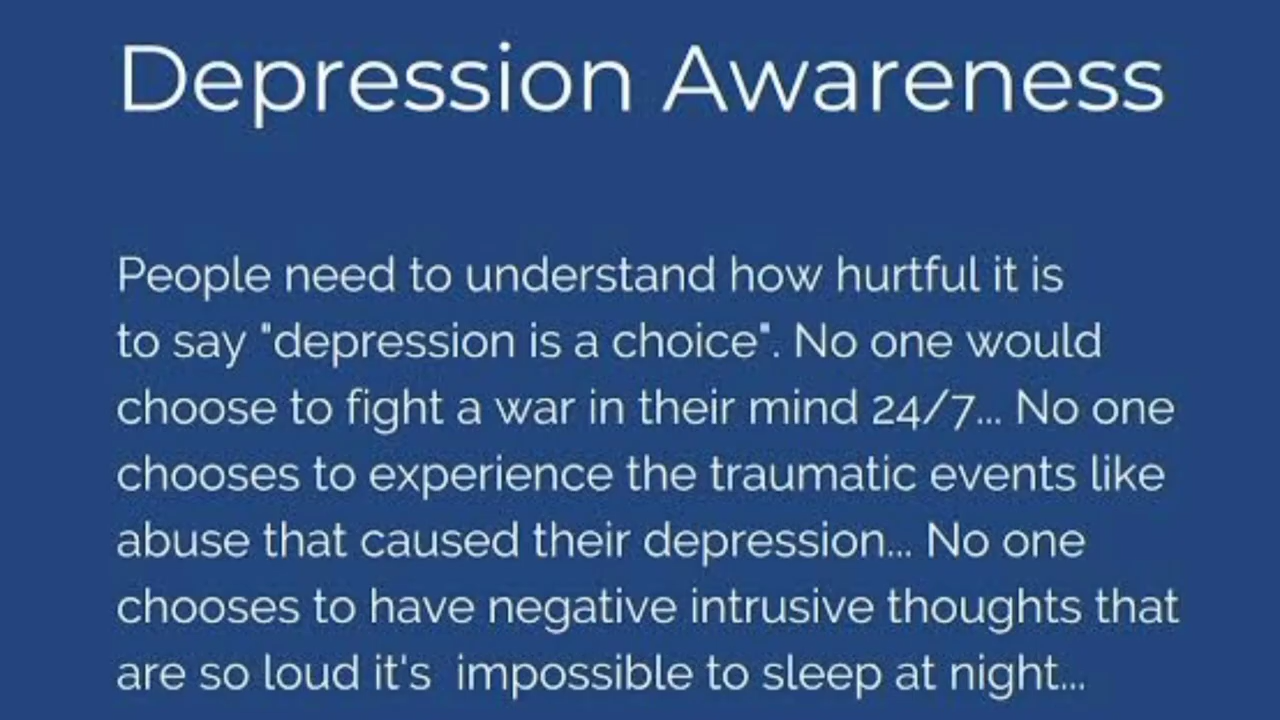 Depression Awareness
People need to understand how hurtful it is
to say "depression is a choice". No one would
choose to fight a war in their mind 24/7... No one
chooses to experience the traumatic events like
abuse that caused their depression... No one
chooses to have negative intrusive thoughts that
are so loud it's  impossible to sleep at night...